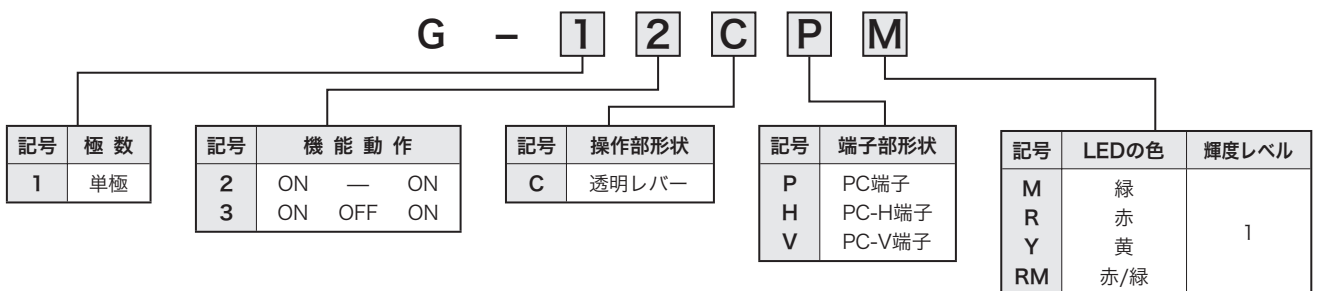 G – 1 2 C P M
記号 極 数
1 単極
記号 機 能 動 作
2 ON — ON
3 ON OFF ON
記号 操作部形状
C 透明レバー
記号 端子部形状
P PC端子
H PC-H端子
V PC-V端子
記号 LEDの色 輝度レベル
M 緑 1
R 赤
Y 黄
RM 赤/緑